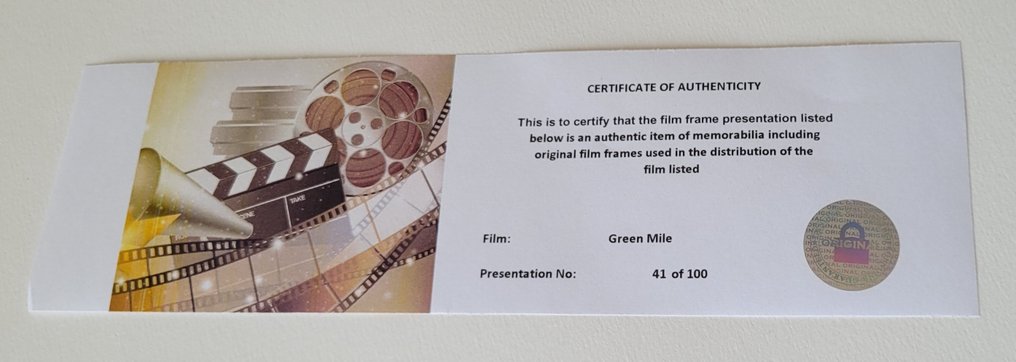 CERTIFICATE OF AUTHENTICITY
This is to certify that the film frame presentation listed
below is an authentic item of memorabilia including
original film frames used in the distribution of the
film listed
Film: Green Mile
Presentation No: 41 of 100
TAKE
ORIGINAL